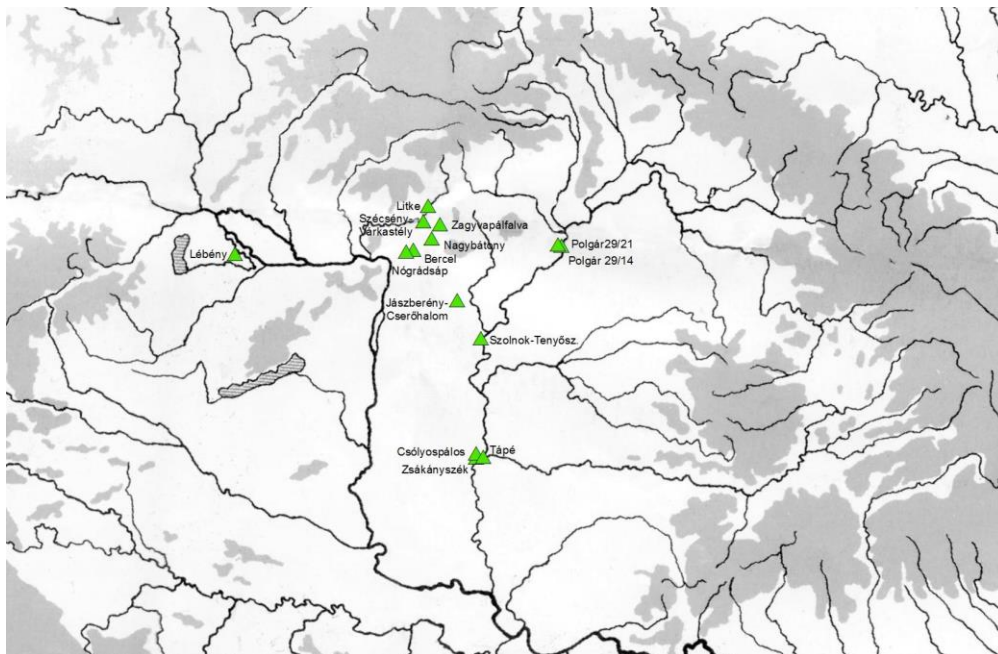 Litke
Szécsény-
Várkastély
Zagyvapálfalva
Nagybátony
Bercel
Nógrádsáp
Lébény
Polgár29/21
Polgár 29/14
Jászberény-
Cserőhalom
Szolnok-Tenyősz.
Csólyospálos
Tápé
Zsákányszék